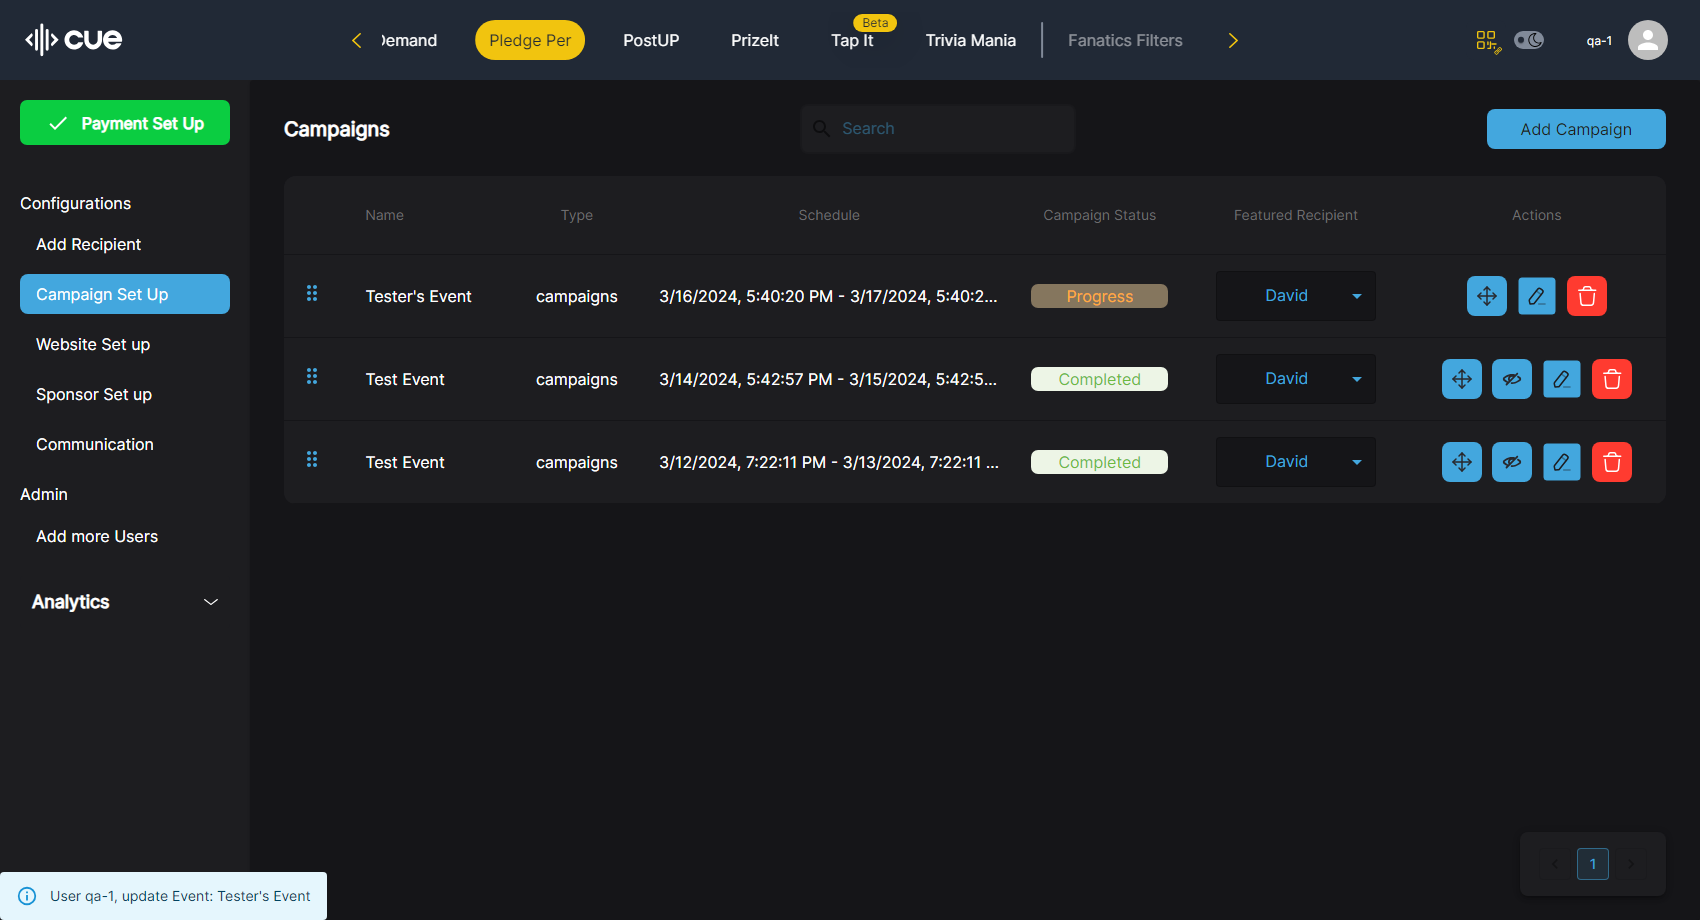 cue
Demand
Pledge Per
PostUP
PrizeIt
Beta
Tap It
Trivia Mania
Fanatics Filters
qa-1
Payment Set Up
Configurations
Add Recipient
Campaign Set Up
Website Set up
Sponsor Set up
Communication
Admin
Add more Users
Analytics
Campaigns
Search
Add Campaign
Name Type Schedule Campaign Status Featured Recipient Actions
Tester's Event campaigns 3/16/2024, 5:40:20 PM - 3/17/2024, 5:40:2... Progress David
Test Event campaigns 3/14/2024, 5:42:57 PM - 3/15/2024, 5:42:5... Completed David
Test Event campaigns 3/12/2024, 7:22:11 PM - 3/13/2024, 7:22:11 ... Completed David
1
User qa-1, update Event: Tester's Event